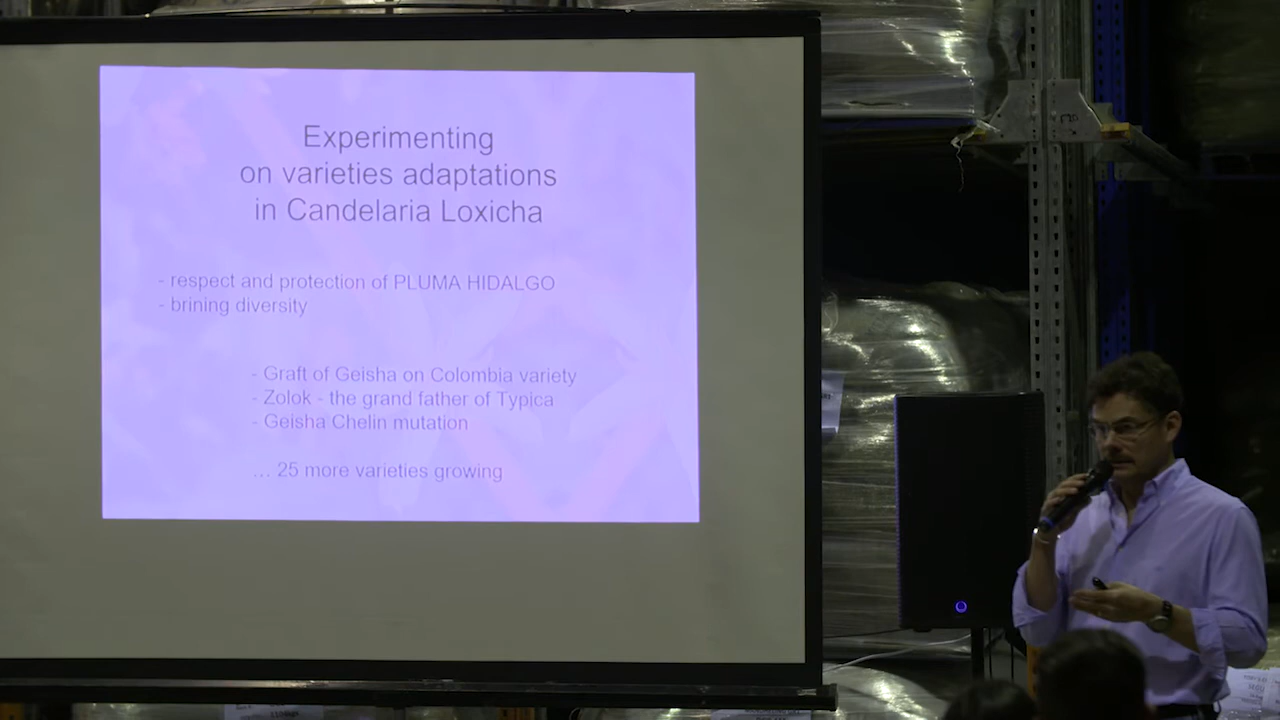 Experimenting
on varieties adaptations
in Candelaria Loxicha
- respect and protection of PLUMA HIDALGO
- brining diversity
- Graft of Geisha on Colombia variety
- Zolok - the grand father of Typica
- Geisha Chelin mutation
... 25 more varieties growing